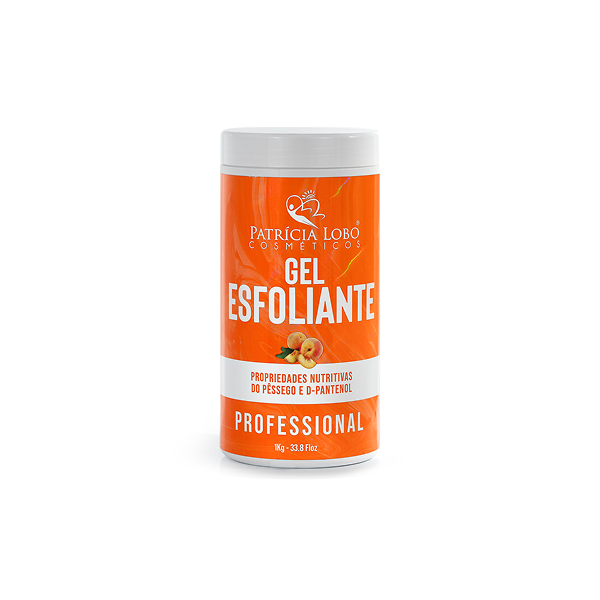 PATRÍCIA LOBO®
COSMÉTICOS
GEL
ESFOLIANTE
PROPRIEDADES NUTRITIVAS
DO PÊSSEGO E D-PANTENOL
PROFESSIONAL
1Kg - 33.8 Floz